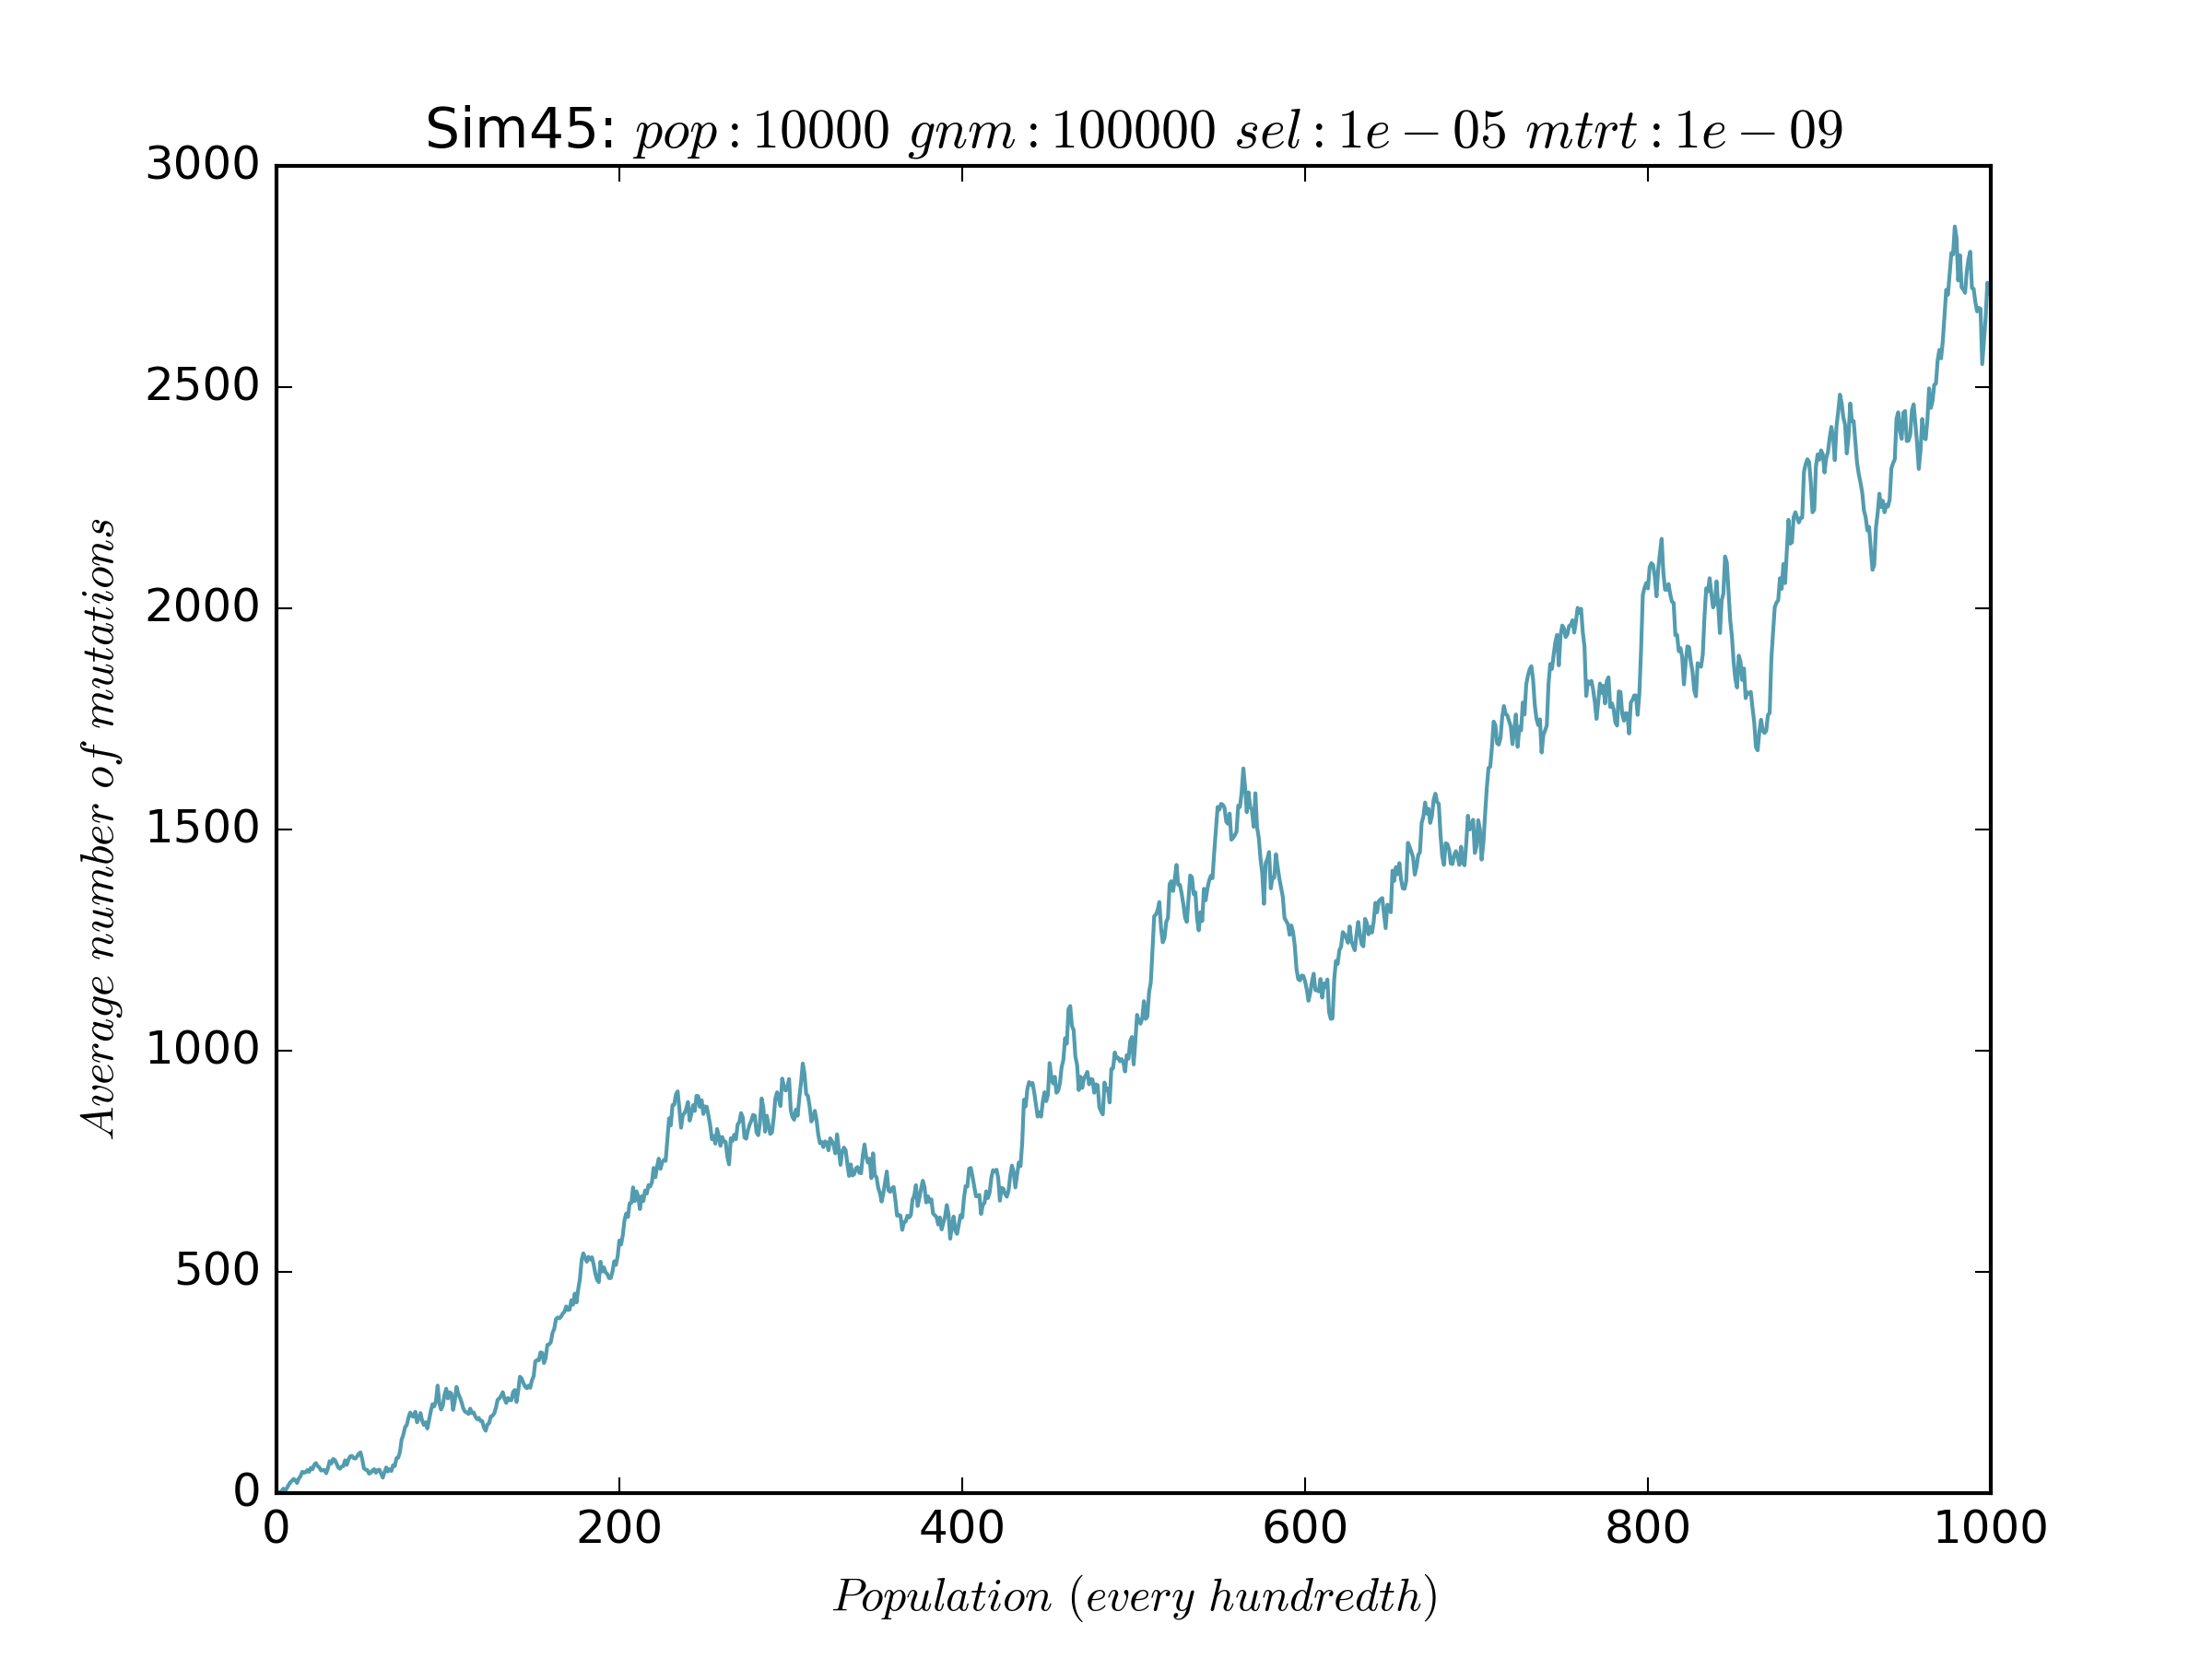 Sim45: pop : 10000 gnm : 100000 sel : 1e − 05 mtrt : 1e − 09
3000
2500
2000
1500
1000
500
0
Average number of mutations
0 200 400 600 800 1000
Population (every hundredth)